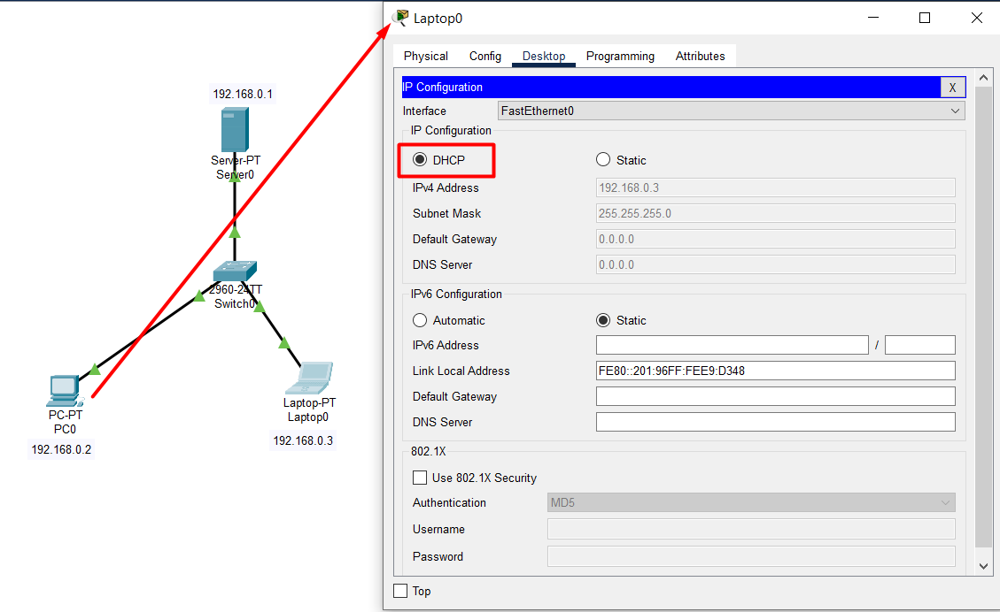 192.168.0.1
Server-PT
Server0
2960-24TT
Switch0
PC-PT
PC0
192.168.0.2
Laptop-PT
Laptop0
192.168.0.3
Laptop0
Physical Config Desktop Programming Attributes
IP Configuration X
Interface FastEthernet0
IP Configuration
DHCP Static
IPv4 Address 192.168.0.3
Subnet Mask 255.255.255.0
Default Gateway 0.0.0.0
DNS Server 0.0.0.0
IPv6 Configuration
Automatic Static
IPv6 Address /
Link Local Address FE80::201:96FF:FEE9:D348
Default Gateway
DNS Server
802.1X
Use 802.1X Security
Authentication MD5
Username
Password
Top